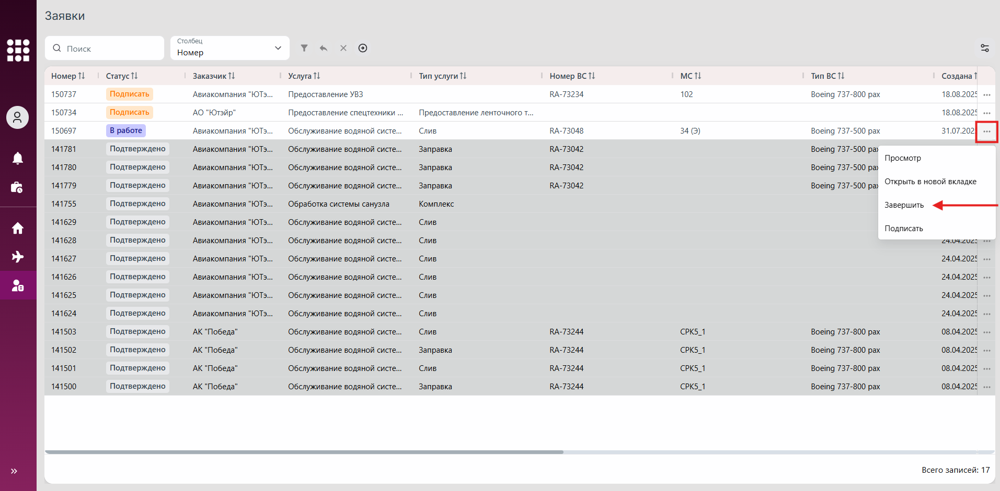 Заявки
Поиск
Столбец
Номер
Номер Статус Заказчик Услуга Тип услуги Номер ВС МС Тип ВС Создана
150737 Подписать Авиакомпания "ЮТэ... Предоставление УВЗ RA-73234 102 Boeing 737-800 pax 18.08.2025 ...
150734 Подписать АО "Ютэйр" Предоставление спецтехники ... Предоставление ленточного т... 18.08.2025 ...
150697 В работе Авиакомпания "ЮТэ... Обслуживание водяной систе... Слив RA-73048 34 (Э) Boeing 737-500 pax 31.07.202 ...
141781 Подтверждено Авиакомпания "ЮТэ... Обслуживание водяной систе... Заправка RA-73042 Boeing 737-500 pax
141780 Подтверждено Авиакомпания "ЮТэ... Обслуживание водяной систе... Заправка RA-73042 Boeing 737-500 pax
141779 Подтверждено Авиакомпания "ЮТэ... Обслуживание водяной систе... Заправка RA-73042 Boeing 737-500 pax
141755 Подтверждено Авиакомпания "ЮТэ... Обработка системы санузла Комплекс
141629 Подтверждено Авиакомпания "ЮТэ... Обслуживание водяной систе... Слив
141628 Подтверждено Авиакомпания "ЮТэ... Обслуживание водяной систе... Слив 24.04.2025 ...
141627 Подтверждено Авиакомпания "ЮТэ... Обслуживание водяной систе... Слив 24.04.2025 ...
141626 Подтверждено Авиакомпания "ЮТэ... Обслуживание водяной систе... Слив 24.04.2025 ...
141625 Подтверждено Авиакомпания "ЮТэ... Обслуживание водяной систе... Слив 24.04.2025 ...
141624 Подтверждено Авиакомпания "ЮТэ... Обслуживание водяной систе... Слив 24.04.2025 ...
141503 Подтверждено АК "Победа" Обслуживание водяной систе... Слив RA-73244 СРК5_1 Boeing 737-800 pax 08.04.2025 ...
141502 Подтверждено АК "Победа" Обслуживание водяной систе... Заправка RA-73244 СРК5_1 Boeing 737-800 pax 08.04.2025 ...
141501 Подтверждено АК "Победа" Обслуживание водяной систе... Слив RA-73244 СРК5_1 Boeing 737-800 pax 08.04.2025 ...
141500 Подтверждено АК "Победа" Обслуживание водяной систе... Заправка RA-73244 СРК5_1 Boeing 737-800 pax 08.04.2025 ...
Просмотр
Открыть в новой вкладке
Завершить
Подписать
Всего записей: 17